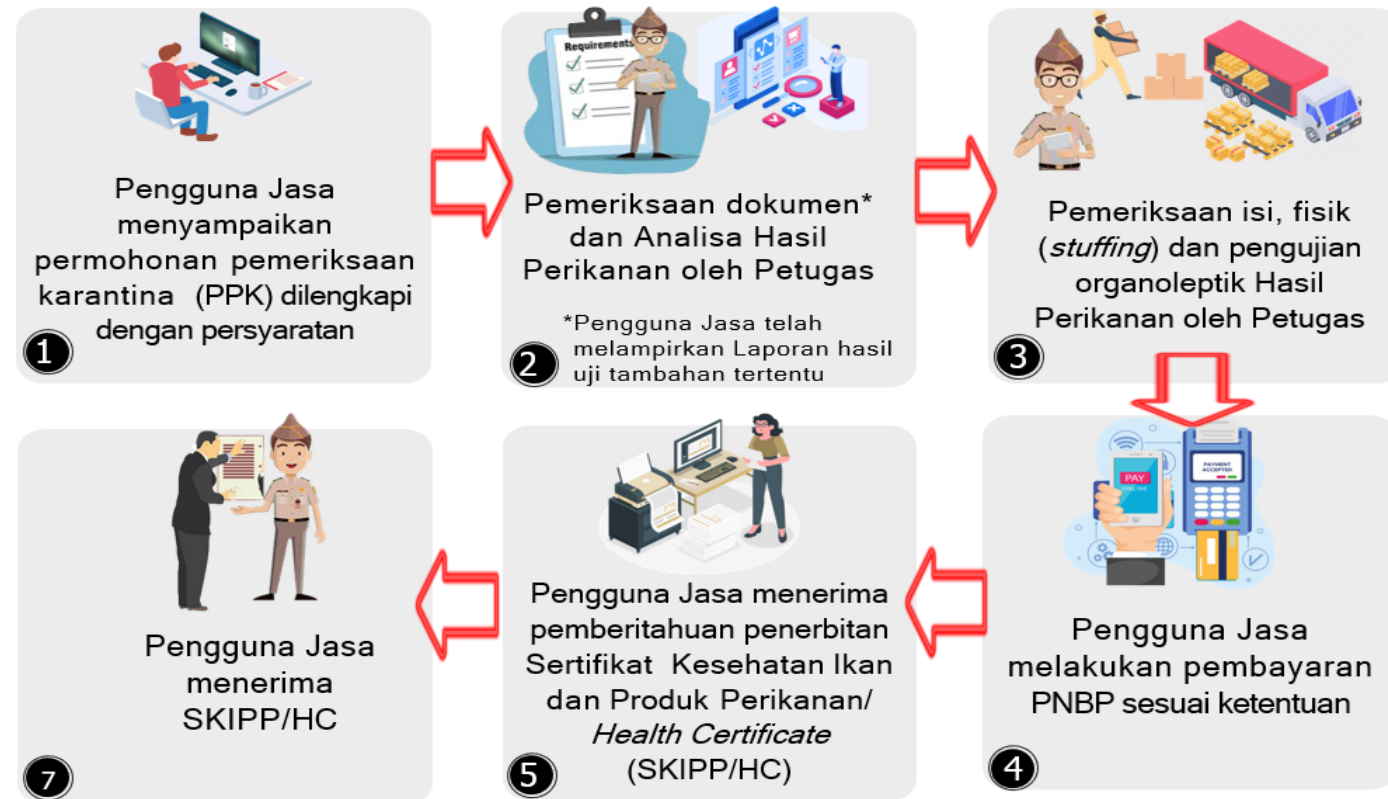 Pengguna Jasa
menyampaikan
permohonan pemeriksaan
karantina (PPK) dilengkapi
dengan persyaratan
1
Requirements
Pemeriksaan dokumen*
dan Analisa Hasil
Perikanan oleh Petugas
*Pengguna Jasa telah
melampirkan Laporan hasil
uji tambahan tertentu
2
Pemeriksaan isi, fisik
(stuffing) dan pengujian
organoleptik Hasil
Perikanan oleh Petugas
3
PAY
ONLINE
PAYMENT
ACCEPTED
Pengguna Jasa
melakukan pembayaran
PNBP sesuai ketentuan
4
Pengguna Jasa menerima
pemberitahuan penerbitan
Sertifikat Kesehatan Ikan
dan Produk Perikanan/
Health Certificate
(SKIPP/HC)
5
Pengguna Jasa
menerima
SKIPP/HC
7